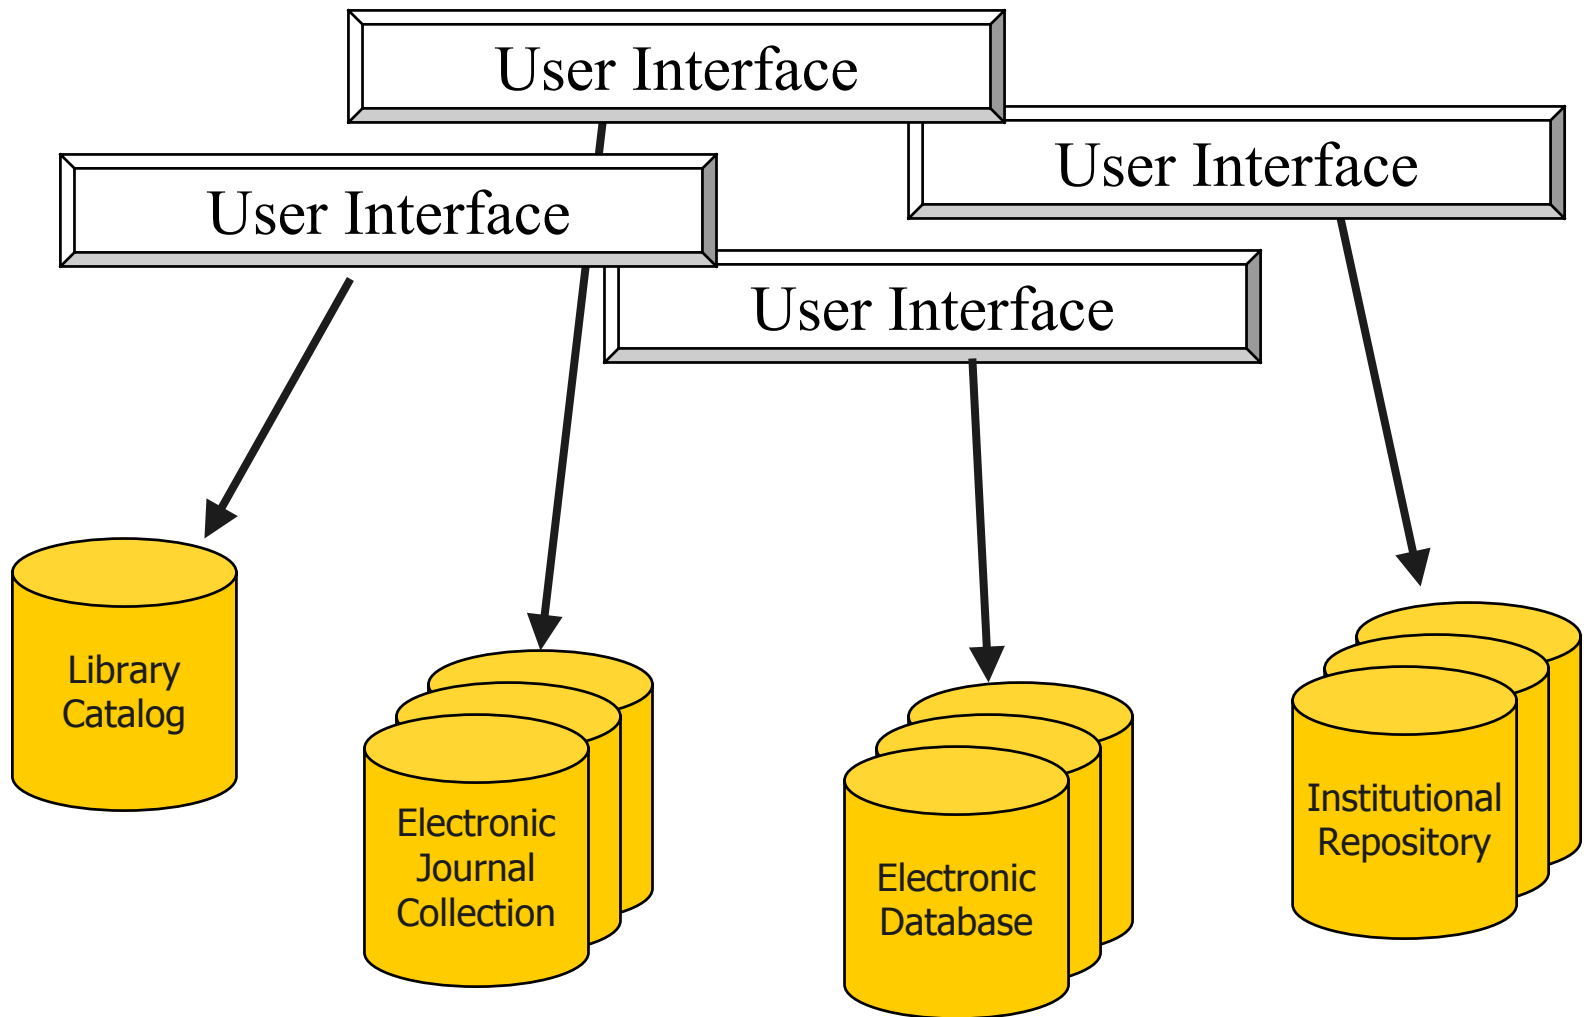 User Interface
User Interface
User Interface
User Interface
Library
Catalog
Electronic
Journal
Collection
Electronic
Database
Institutional
Repository